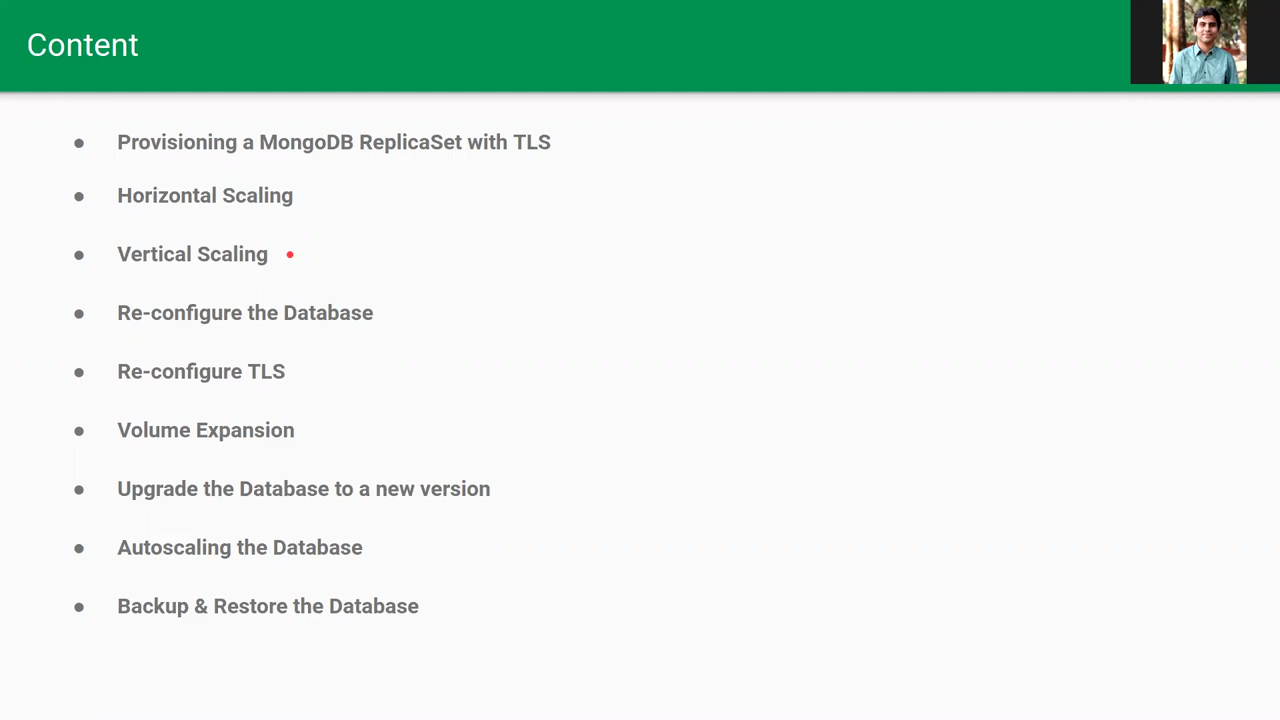 Content
● Provisioning a MongoDB ReplicaSet with TLS
● Horizontal Scaling
● Vertical Scaling
● Re-configure the Database
● Re-configure TLS
● Volume Expansion
● Upgrade the Database to a new version
● Autoscaling the Database
● Backup & Restore the Database